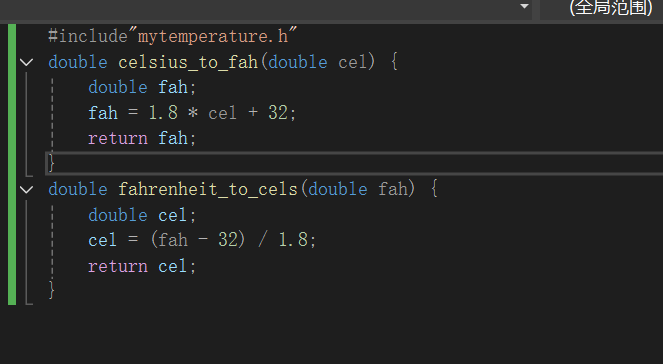 (全局范围)
#include"mytemperature.h"
double celsius_to_fah(double cel) {
double fah;
fah = 1.8 * cel + 32;
return fah;
}
double fahrenheit_to_cels(double fah) {
double cel;
cel = (fah - 32) / 1.8;
return cel;
}